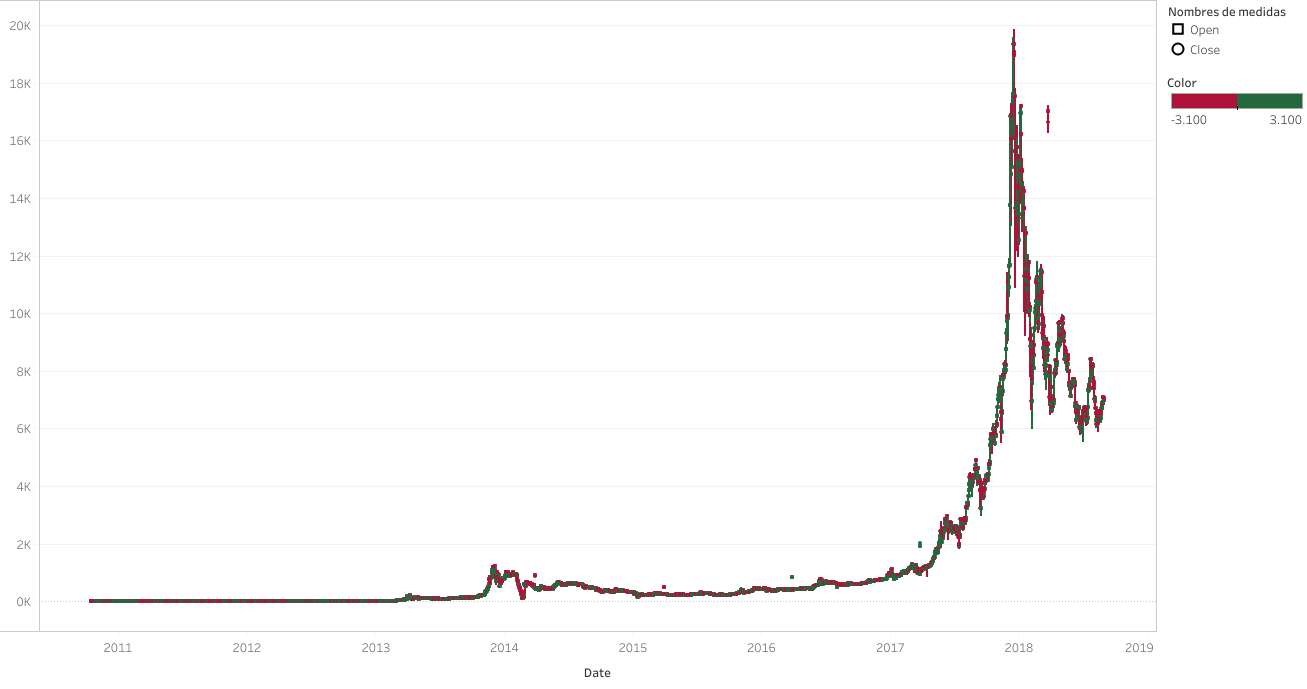 20K
18K
16K
14K
12K
10K
8K
6K
4K
2K
0K
2011 2012 2013 2014 2015 2016 2017 2018 2019
Date
Nombres de medidas
Open
Close
Color
-3.100 3.100